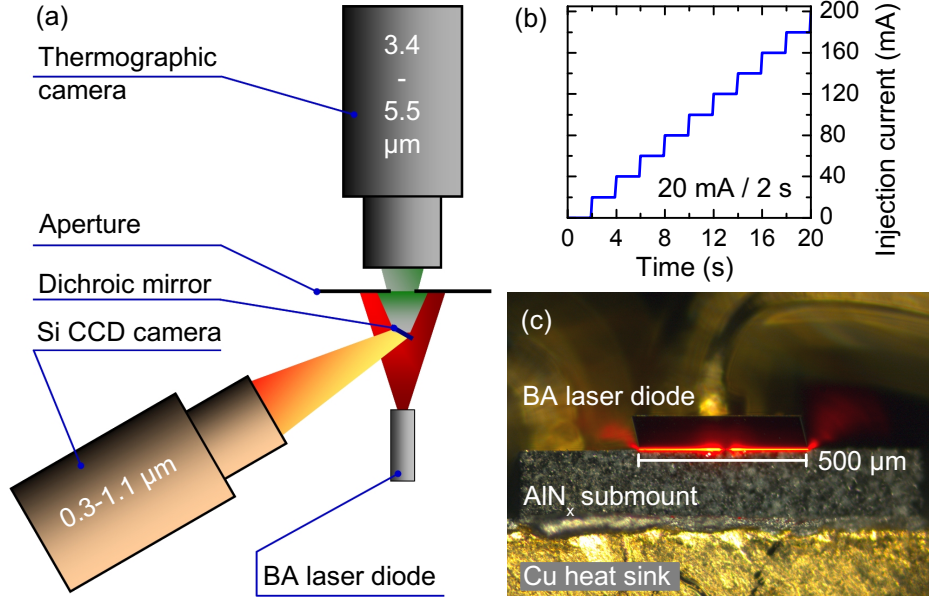 (a)
Thermographic
camera
3.4
-
5.5
µm
Aperture
Dichroic mirror
Si CCD camera
0.3-1.1 µm
BA laser diode
(b)
200
160
120
80
40
0
Injection current (mA)
20 mA / 2 s
0 4 8 12 16 20
Time (s)
(c)
BA laser diode
500 µm
AlNₓ submount
Cu heat sink